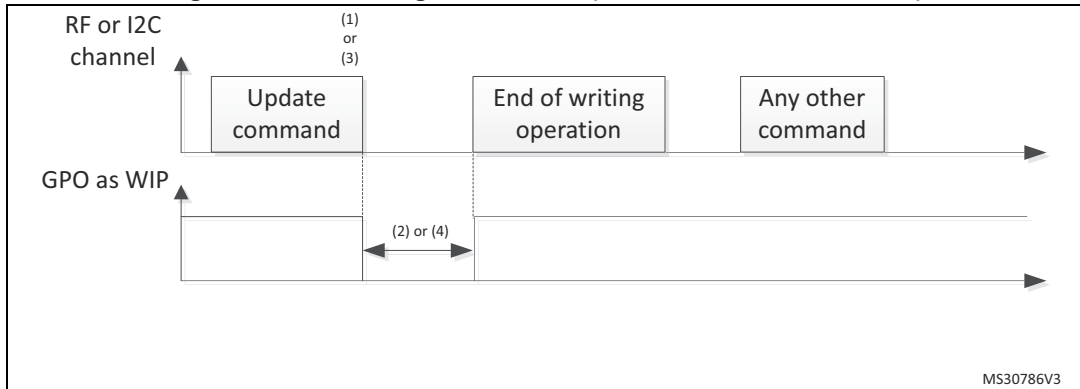 RF or I2C
channel
(1)
or
(3)
Update
command
End of writing
operation
Any other
command
GPO as WIP
(2) or (4)
MS30786V3